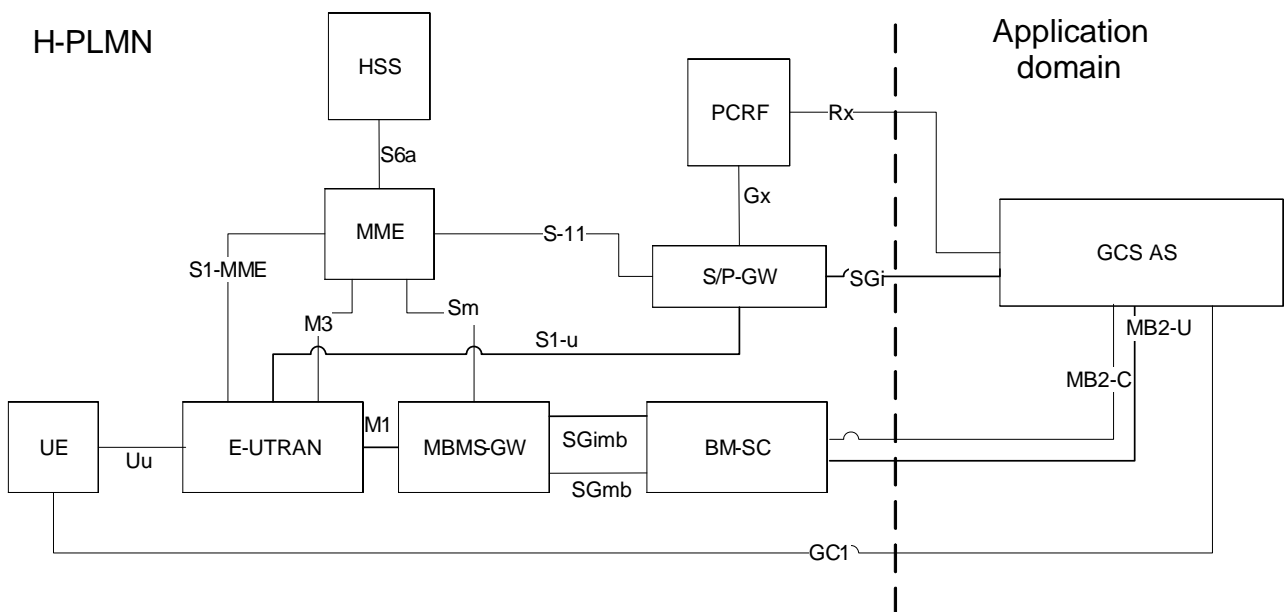 H-PLMN
Application
domain
HSS
PCRF
Rx
S6a
Gx
MME
S-11
GCS AS
S1-MME
S/P-GW
SGi
Sm
M3
S1-u
MB2-U
MB2-C
UE
Uu
E-UTRAN
M1
MBMS-GW
SGimb
SGmb
BM-SC
GC1